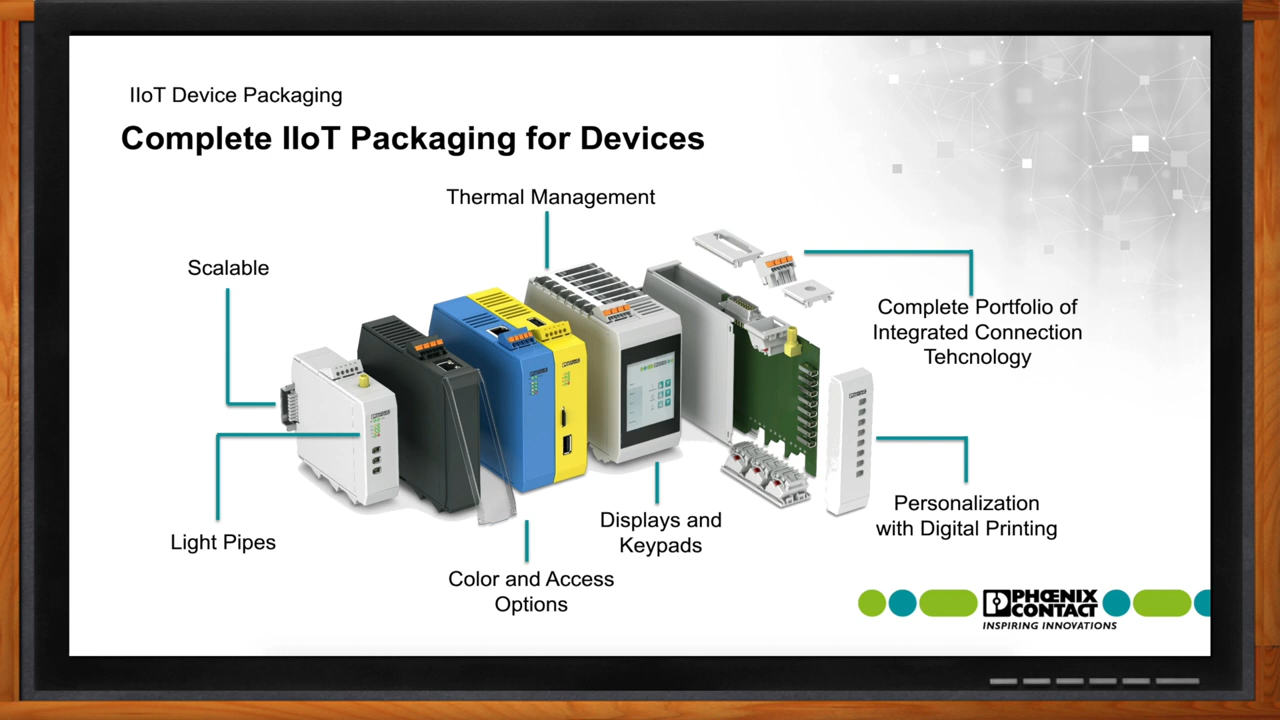 IIoT Device Packaging
Complete IIoT Packaging for Devices
Thermal Management
Scalable
Complete Portfolio of
Integrated Connection
Tehcnology
Personalization
with Digital Printing
Displays and
Keypads
Light Pipes
Color and Access
Options
PHŒNIX
CONTACT
INSPIRING INNOVATIONS